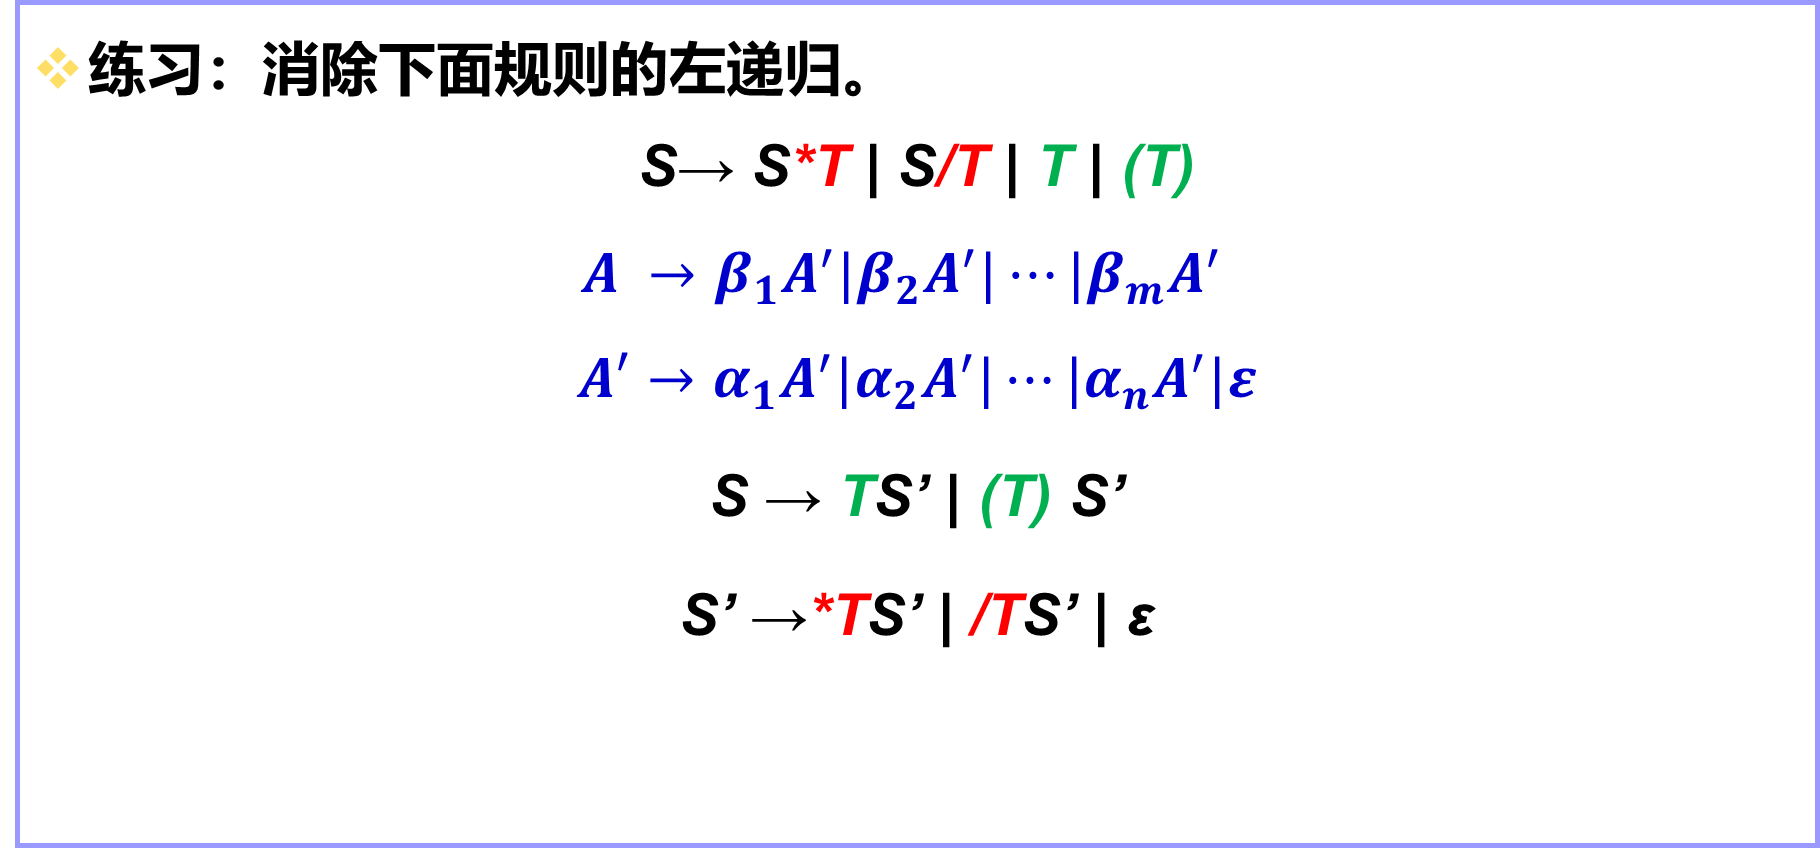 练习：消除下面规则的左递归。
S→ S*T | S/T | T | (T)
A → β₁A′|β₂A′| ⋯ |βₘA′
A′ → α₁A′|α₂A′| ⋯ |αₙA′|ε
S → TS’ | (T) S’
S’ →*TS’ | /TS’ | ε